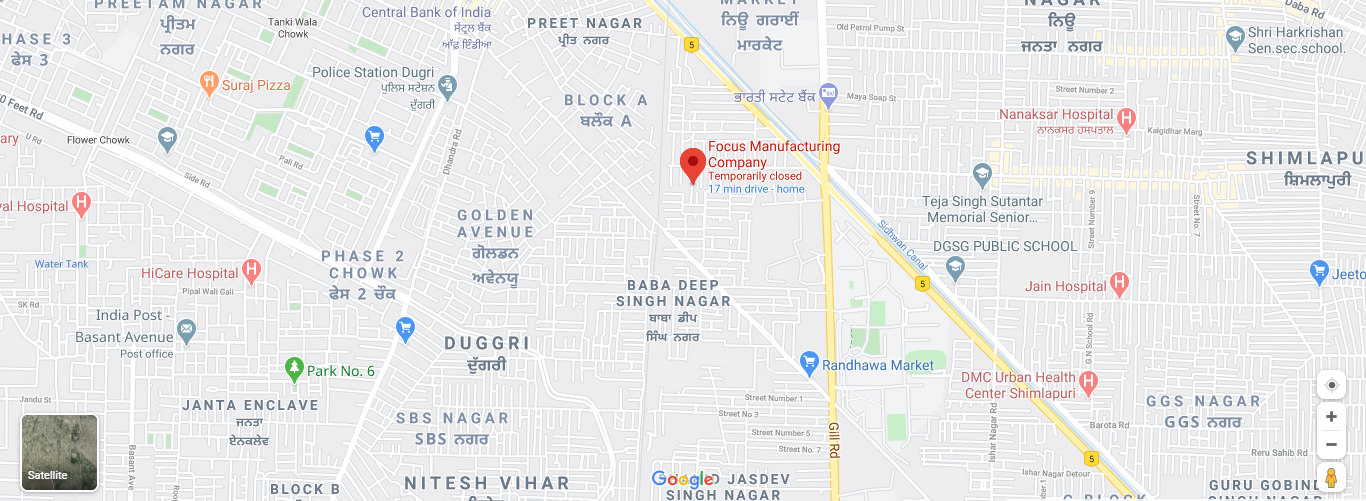 PREETAM NAGAR
ਪ੍ਰੀਤਮ
ਨਗਰ
Tanki Wala
Chowk
Central Bank of India
ਸੇਂਟ੍ਰਲ ਬੈਂਕ
ਆੱਫ ਇੰਡੀਆ
PREET NAGAR
ਪ੍ਰੀਤ ਨਗਰ
MARKET
ਨਿਊ ਗਰਾਈਂ
ਮਾਰਕੇਟ
NAGAR
ਨਿਊ
ਜਨਤਾ ਨਗਰ
Daba Rd
Old Patrol Pump St
Shri Harkrishan
Sen.sec.school.
PHASE 3
ਫੇਸ 3
5
Police Station Dugri
ਪੁਲਿਸ ਸਟੇਸ਼ਨ
ਦੁੱਗਰੀ
Suraj Pizza
BLOCK A
ਬਲੌਕ A
ਭਾਰਤੀ ਸਟੇਟ ਬੈਂਕ
Maya Soap St
Street Number 2
Nanaksar Hospital
ਨਾਨਕਸਰ ਹਸਪਤਾਲ
Kalgidhar Marg
0 Feet Rd
U Rd
ary
Flower Chowk
Pali Rd
Side Rd
Dhandra Rd
Focus Manufacturing
Company
Temporarily closed
17 min drive - home
SHIMLAPU
ਸ਼ਿਮਲਾਪੁਰੀ
Teja Singh Sutantar
Memorial Senior...
Street Number 9
Street No. 7
yal Hospital
GOLDEN
AVENUE
ਗੋਲਡਨ
ਅਵੇਨਯੁ
Sidhwan Canal
DGSG PUBLIC SCHOOL
Water Tank
HiCare Hospital
Pipal Wali Gali
PHASE 2
CHOWK
ਫੇਸ 2 ਚੌਕ
BABA DEEP
SINGH NAGAR
ਬਾਬਾ ਡੀਪ
ਸਿੰਘ ਨਗਰ
5
Jain Hospital
Jeeto
SK Rd
India Post -
Basant Avenue
Post office
DUGGRI
ਦੁੱਗਰੀ
G.N School Rd
Park No. 6
Randhawa Market
DMC Urban Health
Center Shimlapuri
Jandu St
JANTA ENCLAVE
ਜਨਤਾ
ਏਨਕਲੇਵ
SBS NAGAR
SBS ਨਗਰ
Street Number 1
Street No 3
Street Number 5
Street No. 7
Gill Rd
Ishar Nagar Rd
GGS NAGAR
GGS ਨਗਰ
Barota Rd
Reru Sahib Rd
Basant Ave
Satellite
BLOCK B
NITESH VIHAR
Google
D JASDEV
SINGH NAGAR
5
Ishar Nagar Detour
G BLOCK
GURU GOBIND
SINGH NAGAR